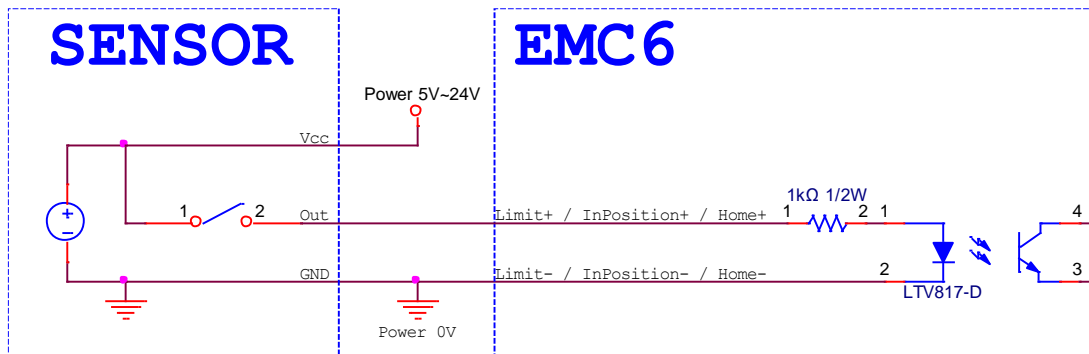 SENSOR
EMC6
Power 5V~24V
Vcc
1 2 Out
Limit+ / InPosition+ / Home+
1 2 1
1kΩ 1/2W
4
+
−
GND
Limit- / InPosition- / Home-
2
3
LTV817-D
Power 0V